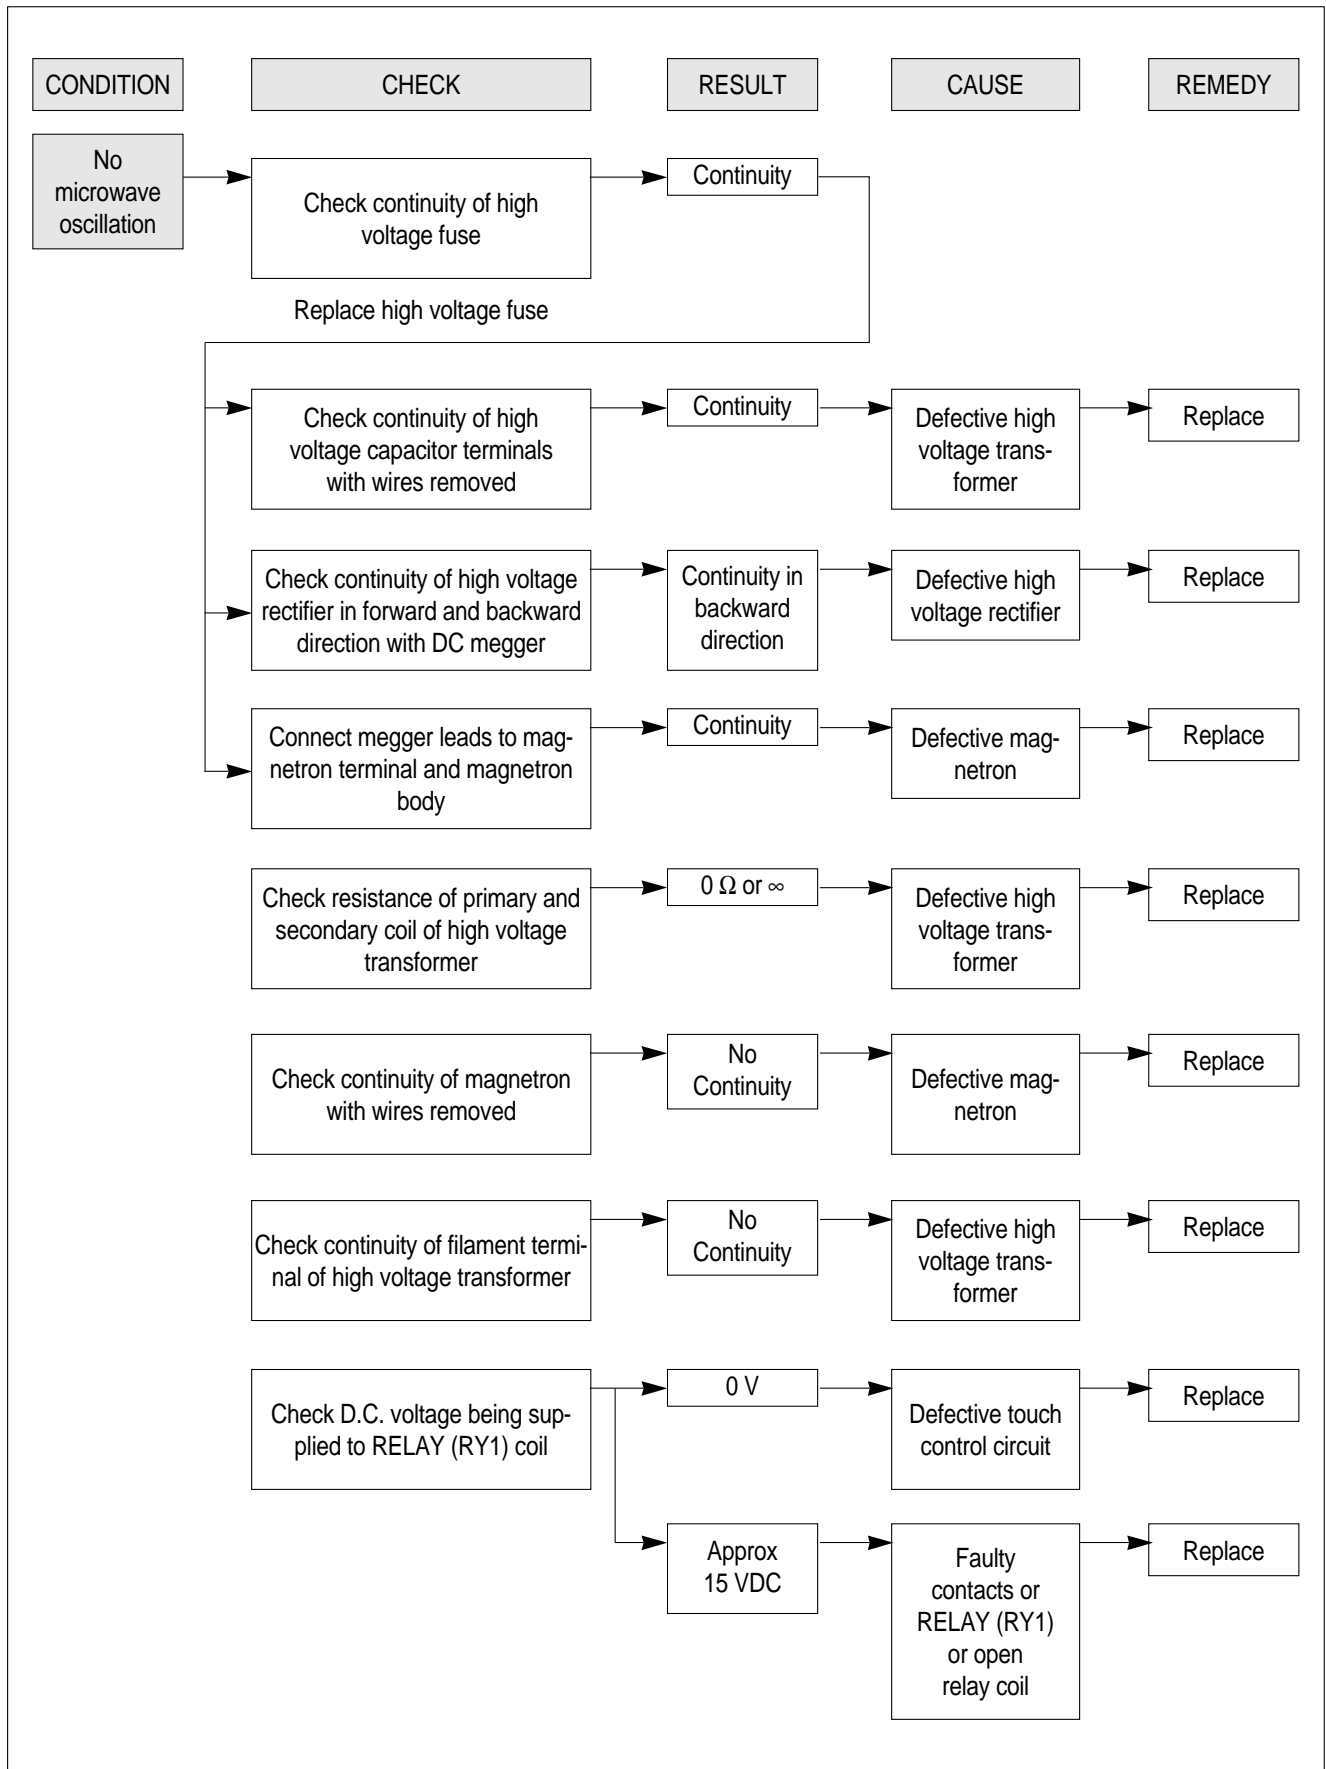 CONDITION
CHECK
RESULT
CAUSE
REMEDY
No
microwave
oscillation
Check continuity of high
voltage fuse
Continuity
Replace high voltage fuse
Check continuity of high
voltage capacitor terminals
with wires removed
Continuity
Defective high
voltage trans-
former
Replace
Check continuity of high voltage
rectifier in forward and backward
direction with DC megger
Continuity in
backward
direction
Defective high
voltage rectifier
Replace
Connect megger leads to mag-
netron terminal and magnetron
body
Continuity
Defective mag-
netron
Replace
Check resistance of primary and
secondary coil of high voltage
transformer
0 Ω or ∞
Defective high
voltage trans-
former
Replace
Check continuity of magnetron
with wires removed
No
Continuity
Defective mag-
netron
Replace
Check continuity of filament termi-
nal of high voltage transformer
No
Continuity
Defective high
voltage trans-
former
Replace
Check D.C. voltage being sup-
plied to RELAY (RY1) coil
0 V
Defective touch
control circuit
Replace
Approx
15 VDC
Faulty
contacts or
RELAY (RY1)
or open
relay coil
Replace